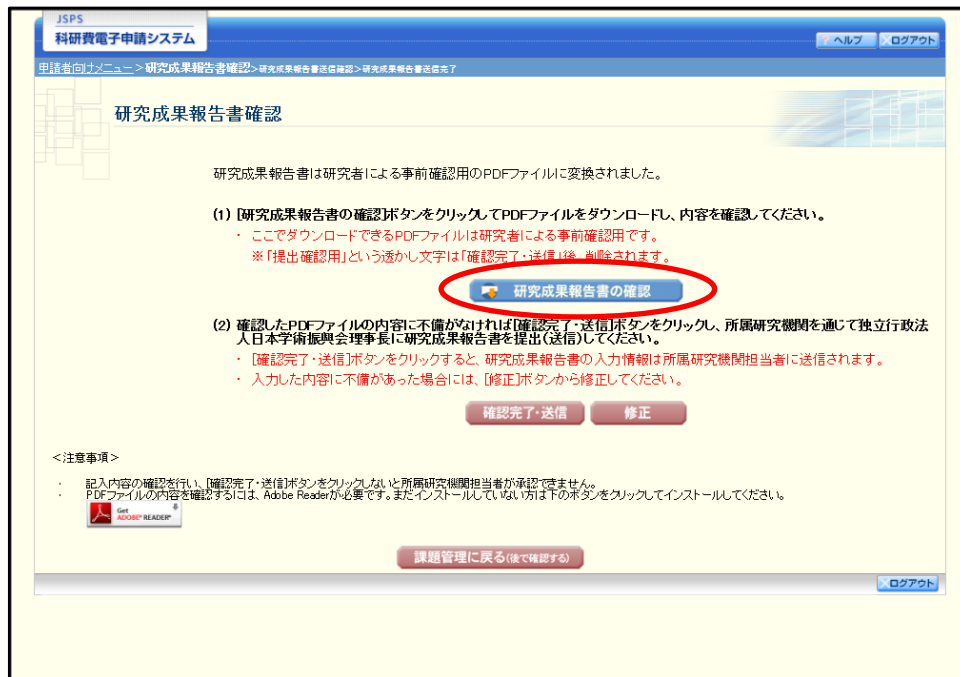 JSPS
科研費電子申請システム
ヘルプ
ログアウト
申請者向けメニュー>研究成果報告書確認>研究成果報告書送信確認>研究成果報告書送信完了
研究成果報告書確認
研究成果報告書は研究者による事前確認用のPDFファイルに変換されました。
(1) [研究成果報告書の確認]ボタンをクリックしてPDFファイルをダウンロードし、内容を確認してください。
・ ここでダウンロードできるPDFファイルは研究者による事前確認用です。
※「提出確認用」という透かし文字は「確認完了・送信」後、削除されます。
研究成果報告書の確認
(2) 確認したPDFファイルの内容に不備がなければ[確認完了・送信]ボタンをクリックし、所属研究機関を通じて独立行政法
人日本学術振興会理事長に研究成果報告書を提出(送信)してください。
・ [確認完了・送信]ボタンをクリックすると、研究成果報告書の入力情報は所属研究機関担当者に送信されます。
・ 入力した内容に不備があった場合には、[修正]ボタンから修正してください。
確認完了・送信
修正
<注意事項>
・ 記入内容の確認を行い、[確認完了・送信]ボタンをクリックしないと所属研究機関担当者が承認できません。
・ PDFファイルの内容を確認するには、Adobe Readerが必要です。まだインストールしていない方は下のボタンをクリックしてインストールしてください。
Get
ADOBE® READER®
課題管理に戻る(後で確認する)
ログアウト